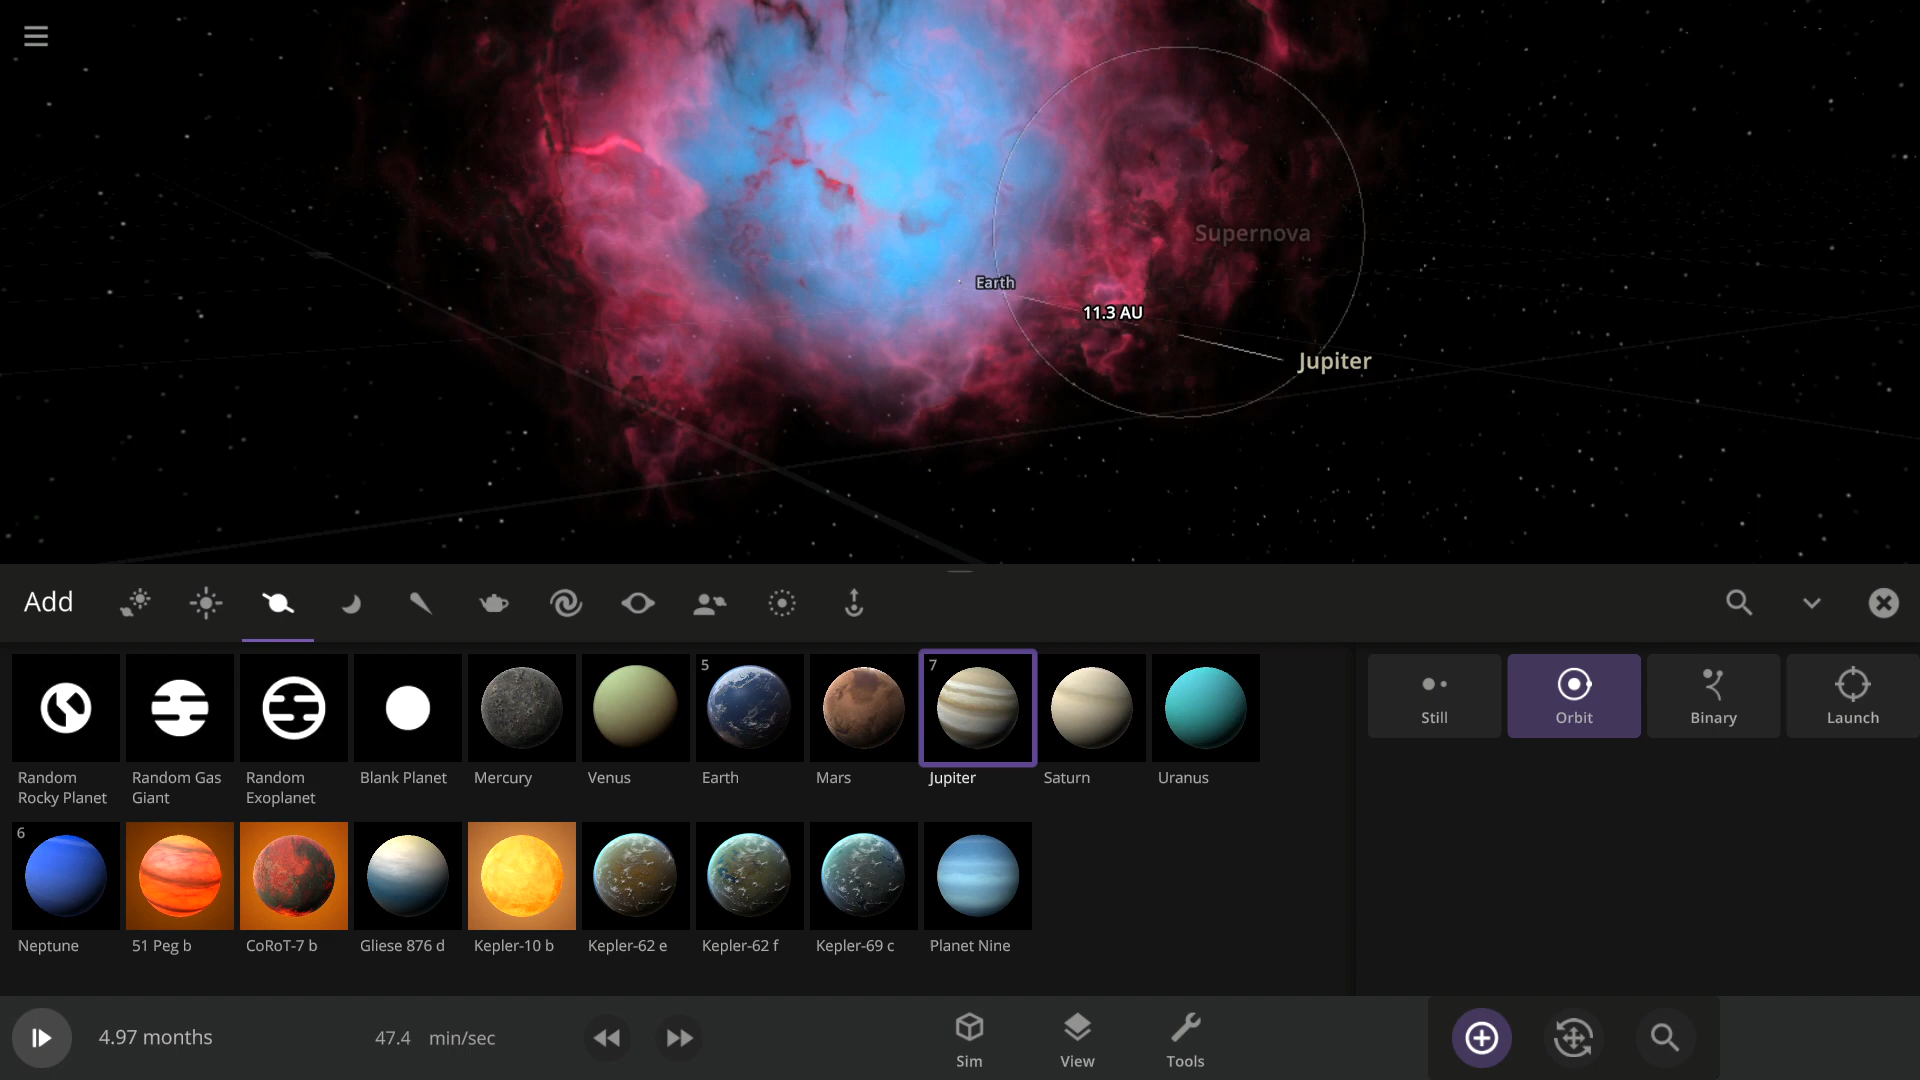 Supernova
Earth
11.3 AU
Jupiter
Add
5
7
Random
Rocky Planet
Random Gas
Giant
Random
Exoplanet
Blank Planet
Mercury
Venus
Earth
Mars
Jupiter
Saturn
Uranus
6
Neptune
51 Peg b
CoRoT-7 b
Gliese 876 d
Kepler-10 b
Kepler-62 e
Kepler-62 f
Kepler-69 c
Planet Nine
Still
Orbit
Binary
Launch
4.97 months
47.4 min/sec
Sim
View
Tools